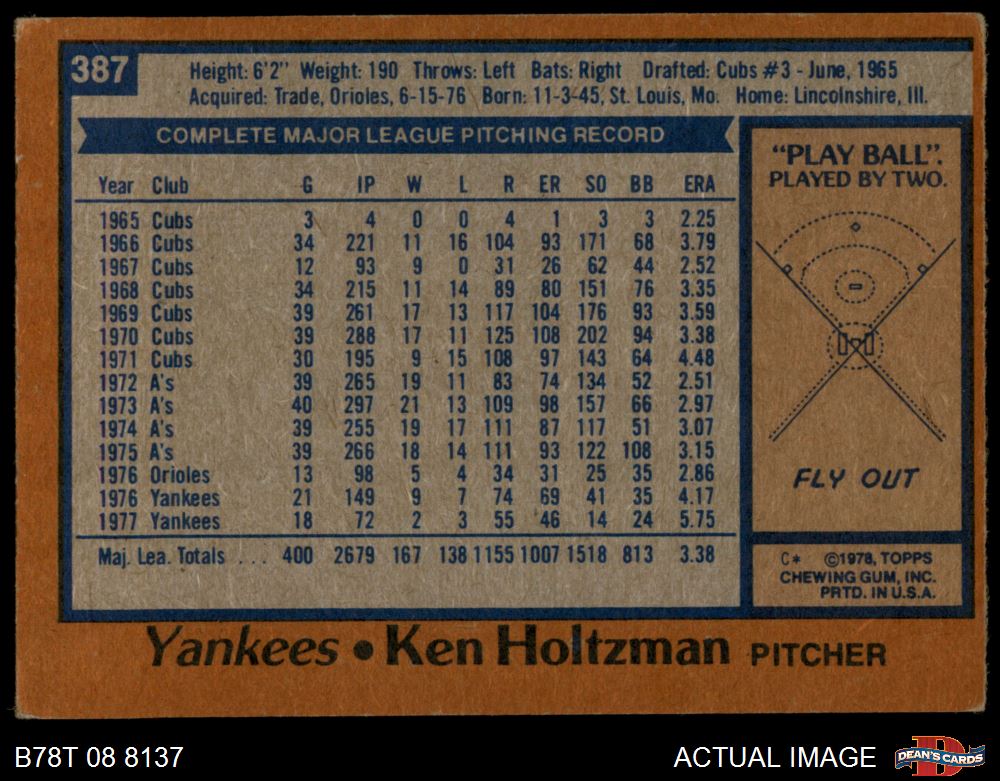 387
Height: 6'2" Weight: 190 Throws: Left Bats: Right Drafted: Cubs #3 - June, 1965
Acquired: Trade, Orioles, 6-15-76 Born: 11-3-45, St. Louis, Mo. Home: Lincolnshire, Ill.
COMPLETE MAJOR LEAGUE PITCHING RECORD
Year Club G IP W L R ER SO BB ERA
1965 Cubs 3 4 0 0 4 1 3 3 2.25
1966 Cubs 34 221 11 16 104 93 171 68 3.79
1967 Cubs 12 93 9 0 31 26 62 44 2.52
1968 Cubs 34 215 11 14 89 80 151 76 3.35
1969 Cubs 39 261 17 13 117 104 176 93 3.59
1970 Cubs 39 288 17 11 125 108 202 94 3.38
1971 Cubs 30 195 9 15 108 97 143 64 4.48
1972 A's 39 265 19 11 83 74 134 52 2.51
1973 A's 40 297 21 13 109 98 157 66 2.97
1974 A's 39 255 19 17 111 87 117 51 3.07
1975 A's 39 266 18 14 111 93 122 108 3.15
1976 Orioles 13 98 5 4 34 31 25 35 2.86
1976 Yankees 21 149 9 7 74 69 41 35 4.17
1977 Yankees 18 72 2 3 55 46 14 24 5.75
Maj. Lea. Totals . . . 400 2679 167 138 1155 1007 1518 813 3.38
"PLAY BALL".
PLAYED BY TWO.
FLY OUT
C* ©1978, TOPPS
CHEWING GUM, INC.
PRTD. IN U.S.A.
Yankees • Ken Holtzman PITCHER
B78T 08 8137
ACTUAL IMAGE
D
DEAN'S CARDS